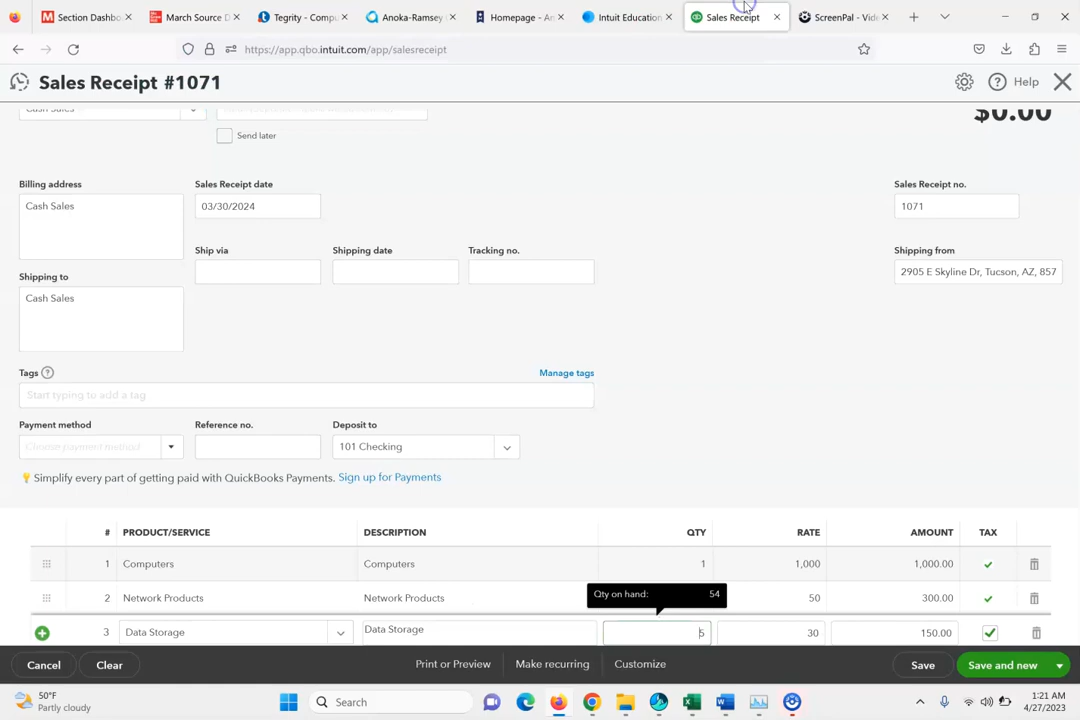 Section Dashb
March Source D
Tegrity - Compu
Anoka-Ramsey
Homepage - An
Intuit Education
Sales Receipt
ScreenPal - Vide
https://app.qbo.intuit.com/app/salesreceipt
Sales Receipt #1071
Help
Cash Sales
$0.00
Send later
Billing address
Sales Receipt date
Sales Receipt no.
Cash Sales
03/30/2024
1071
Ship via
Shipping date
Tracking no.
Shipping from
2905 E Skyline Dr, Tucson, AZ, 857
Shipping to
Cash Sales
Tags ?
Manage tags
Start typing to add a tag
Payment method
Reference no.
Deposit to
Choose payment method
101 Checking
Simplify every part of getting paid with QuickBooks Payments. Sign up for Payments
# PRODUCT/SERVICE DESCRIPTION QTY RATE AMOUNT TAX
1 Computers Computers 1 1,000 1,000.00
Qty on hand: 54
2 Network Products Network Products 50 300.00
3 Data Storage Data Storage 5 30 150.00
Cancel
Clear
Print or Preview
Make recurring
Customize
Save
Save and new
50°F
Partly cloudy
Search
1:21 AM
4/27/2023